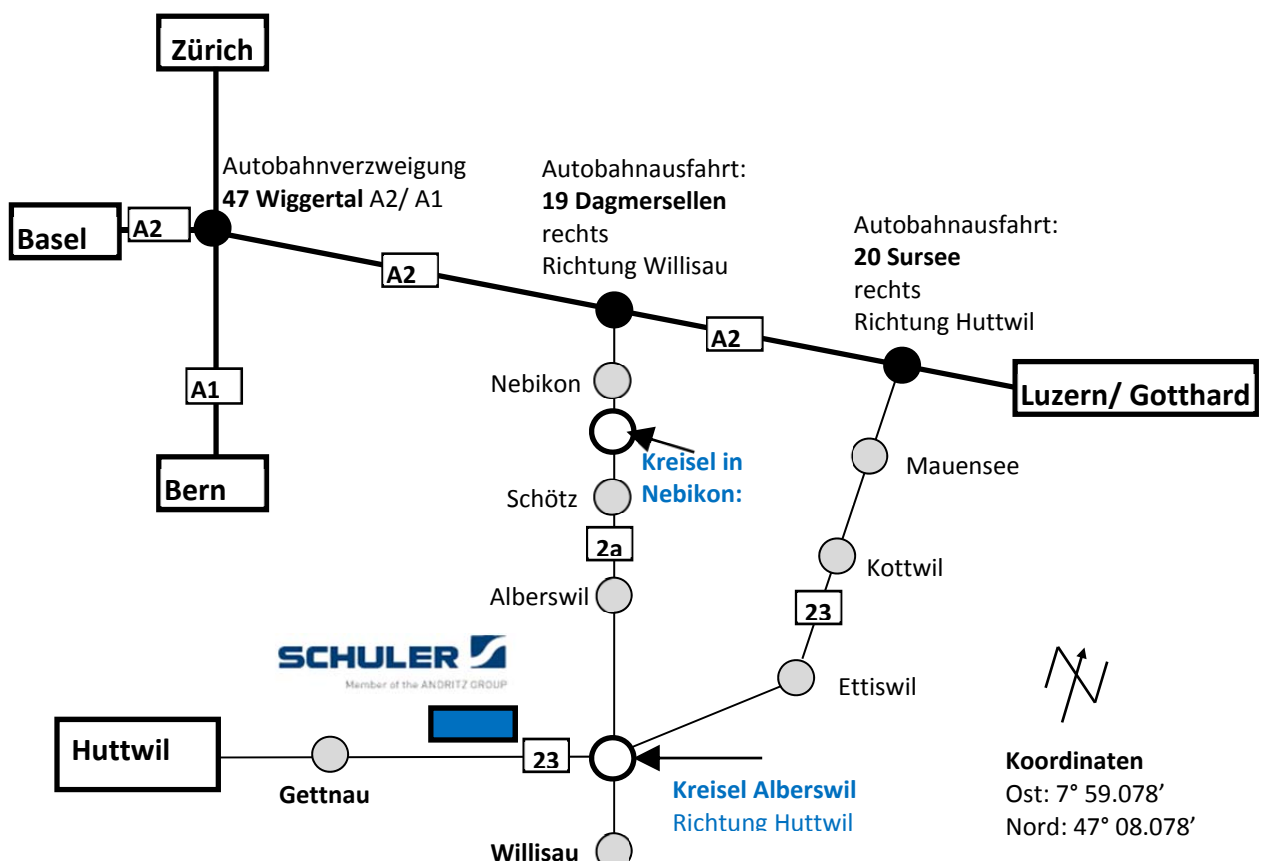 Zürich
Autobahnverzweigung
47 Wiggertal A2/ A1
Autobahnausfahrt:
19 Dagmersellen
rechts
Richtung Willisau
Autobahnausfahrt:
20 Sursee
rechts
Richtung Huttwil
Basel
A2
A2
A2
A1
Bern
Luzern/ Gotthard
Nebikon
Kreisel in
Nebikon:
Mauensee
Schötz
2a
Kottwil
Alberswil
23
SCHULER
Member of the ANDRITZ GROUP
Ettiswil
Huttwil
23
Gettnau
Kreisel Alberswil
Richtung Huttwil
Willisau
N
Koordinaten
Ost: 7° 59.078’
Nord: 47° 08.078’